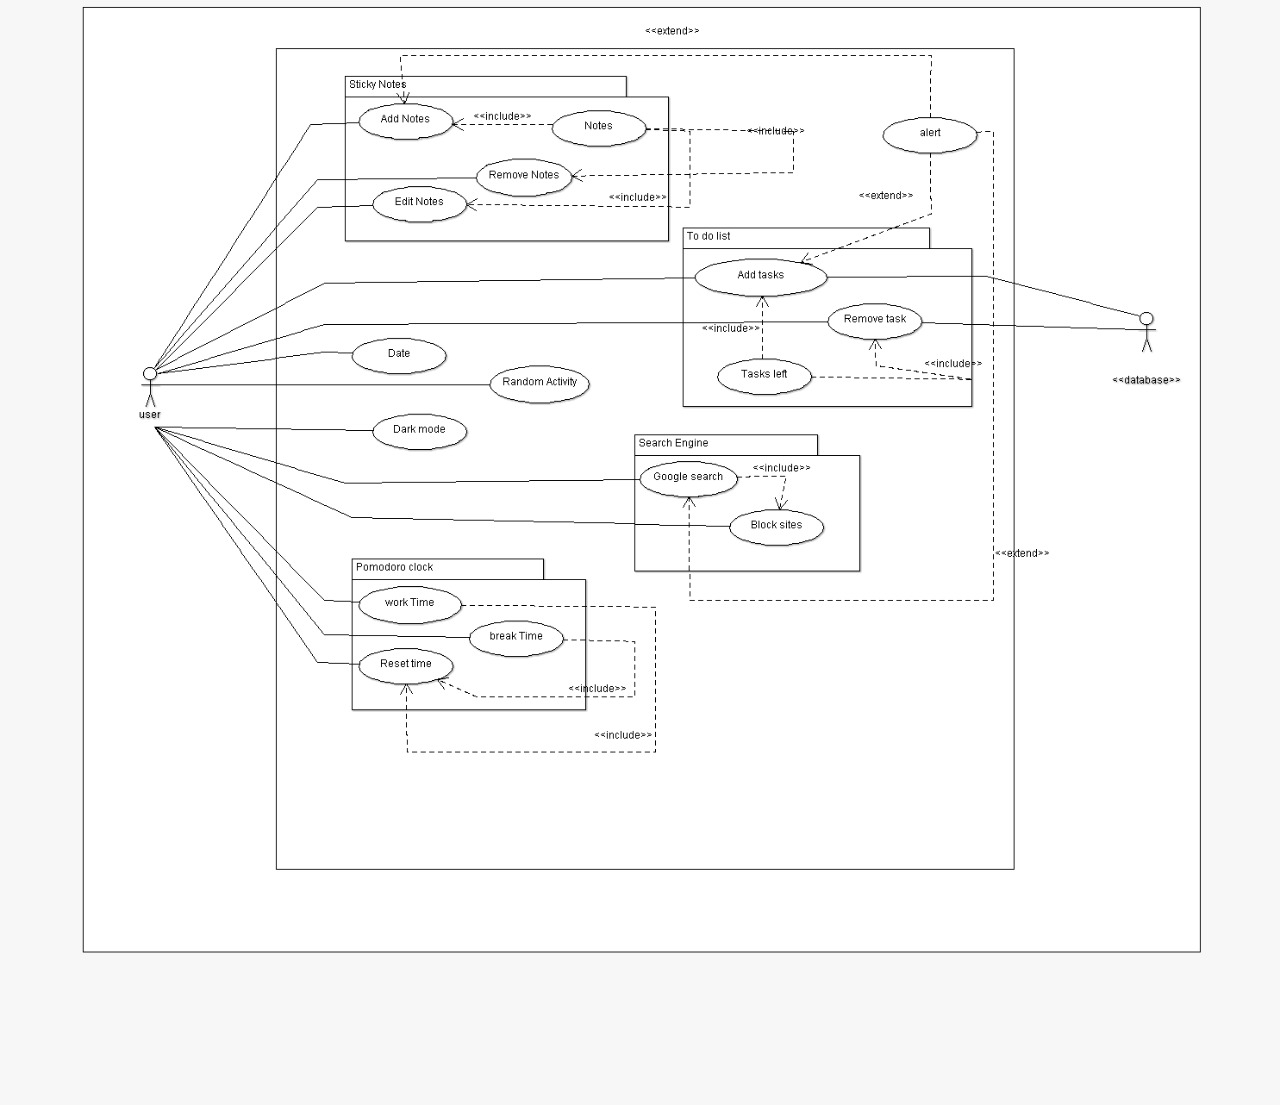 <<extend>>
Sticky Notes
Add Notes
<<include>>
Notes
<<include>>
alert
Remove Notes
Edit Notes
<<include>>
<<extend>>
To do list
Add tasks
Remove task
<<include>>
Date
<<include>>
Tasks left
Random Activity
<<database>>
user
Dark mode
Search Engine
Google search
<<include>>
Block sites
<<extend>>
Pomodoro clock
work Time
break Time
Reset time
<<include>>
<<include>>